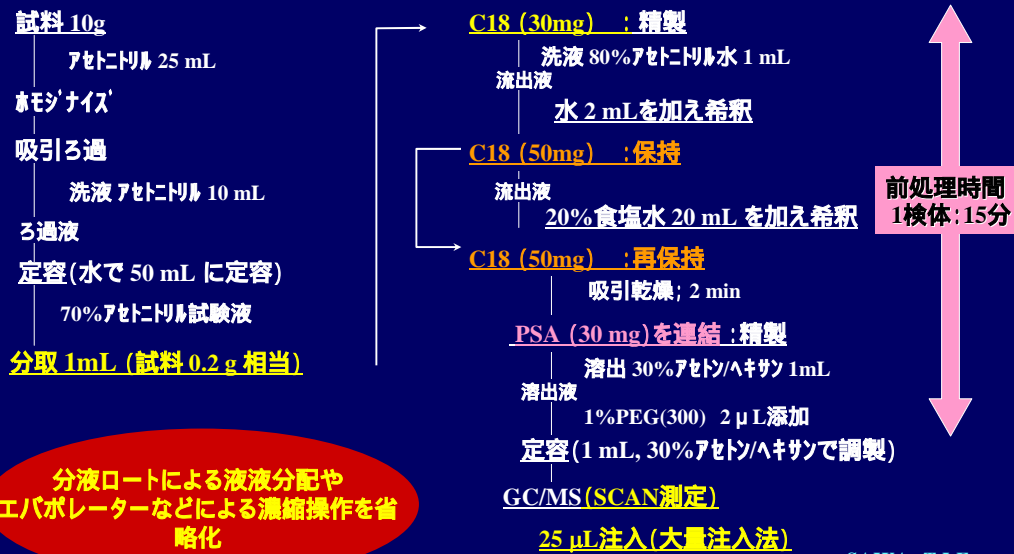 試料 10g
アセトニトリル 25 mL
ホモジナイズ
吸引ろ過
洗液 アセトニトリル 10 mL
ろ過液
定容(水で 50 mL に定容)
70%アセトニトリル試験液
分取 1mL (試料 0.2 g 相当)
分液ロートによる液液分配や
エバポレーターなどによる濃縮操作を省
略化
C18 (30mg) : 精製
洗液 80%アセトニトリル水 1 mL
流出液
水 2 mLを加え希釈
C18 (50mg) :保持
流出液
20%食塩水 20 mL を加え希釈
C18 (50mg) :再保持
吸引乾燥; 2 min
PSA (30 mg)を連結 :精製
溶出 30%アセトン/ヘキサン 1mL
溶出液
1%PEG(300) 2μL添加
定容(1 mL, 30%アセトン/ヘキサンで調製)
GC/MS(SCAN測定)
25 μL注入(大量注入法)
前処理時間
1検体:15分